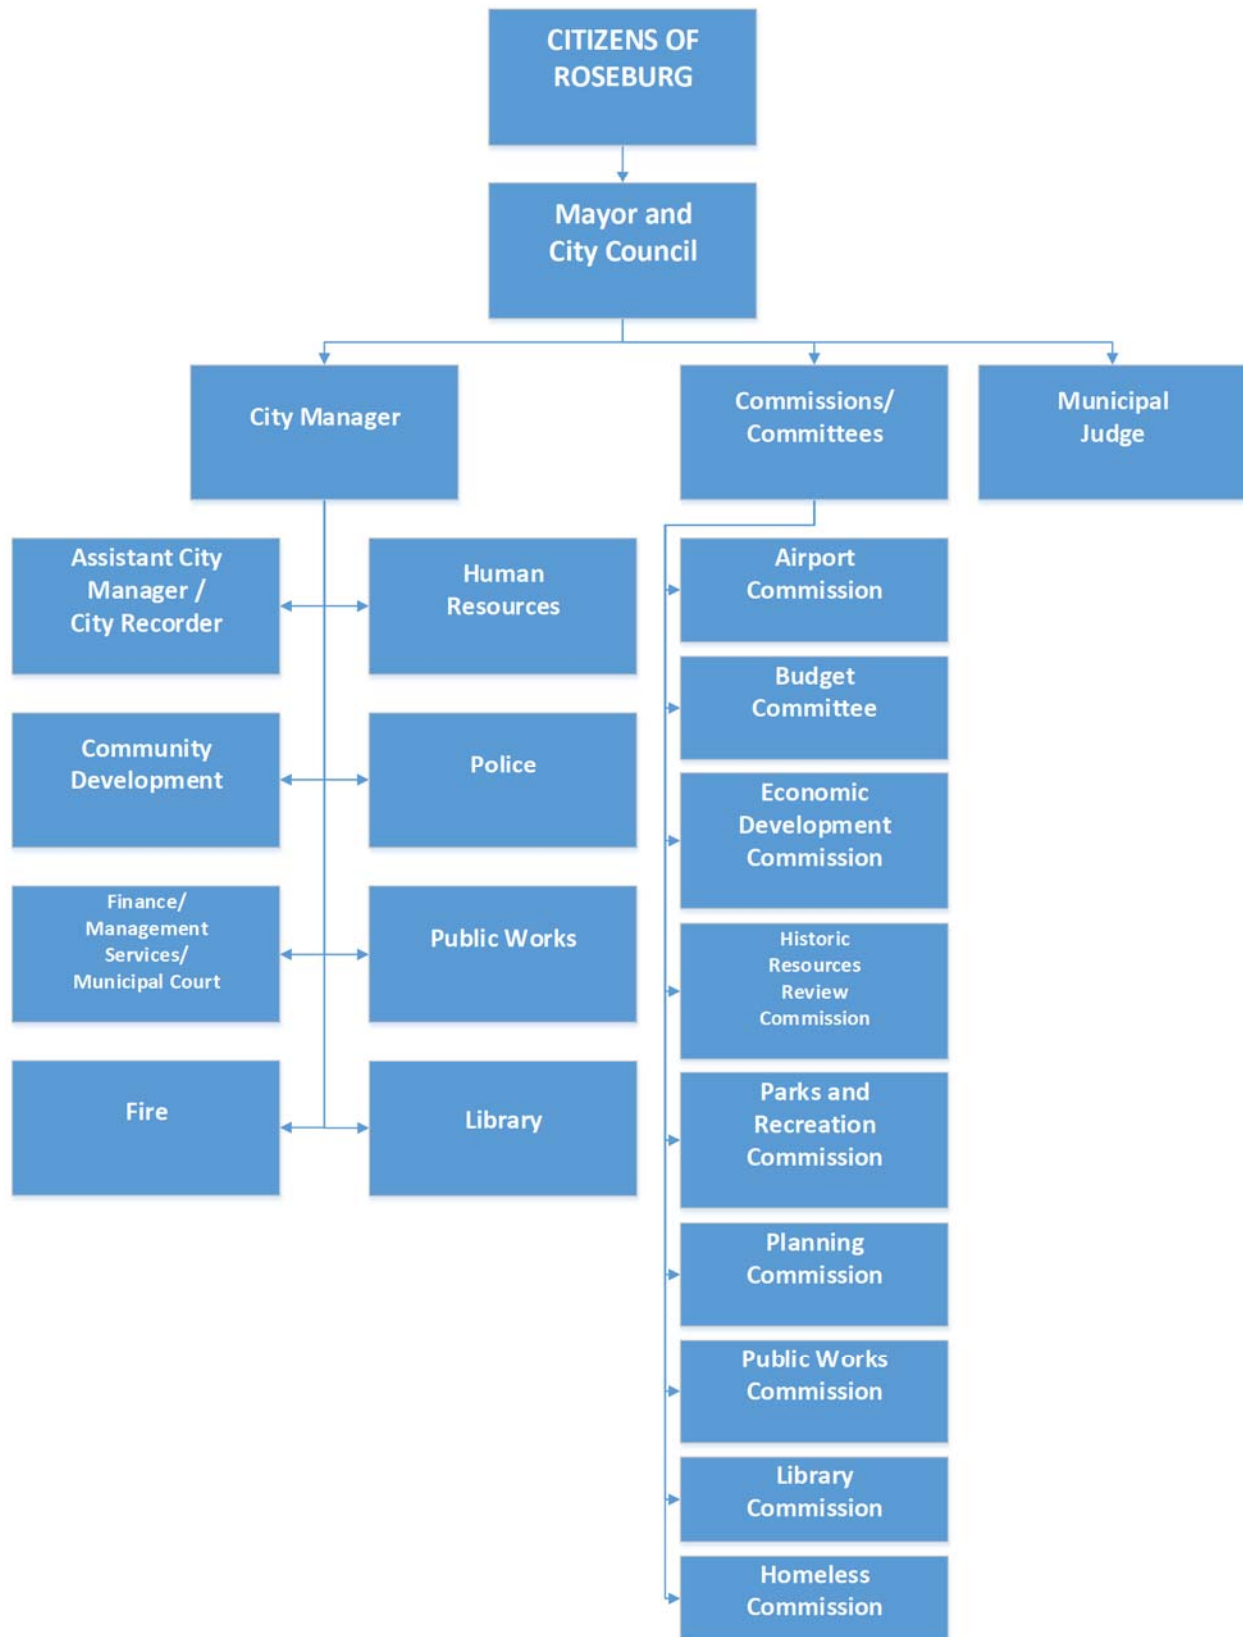 CITIZENS OF
ROSEBURG
Mayor and
City Council
City Manager
Commissions/
Committees
Municipal
Judge
Assistant City
Manager /
City Recorder
Human
Resources
Community
Development
Police
Finance/
Management
Services/
Municipal Court
Public Works
Fire
Library
Airport
Commission
Budget
Committee
Economic
Development
Commission
Historic
Resources
Review
Commission
Parks and
Recreation
Commission
Planning
Commission
Public Works
Commission
Library
Commission
Homeless
Commission